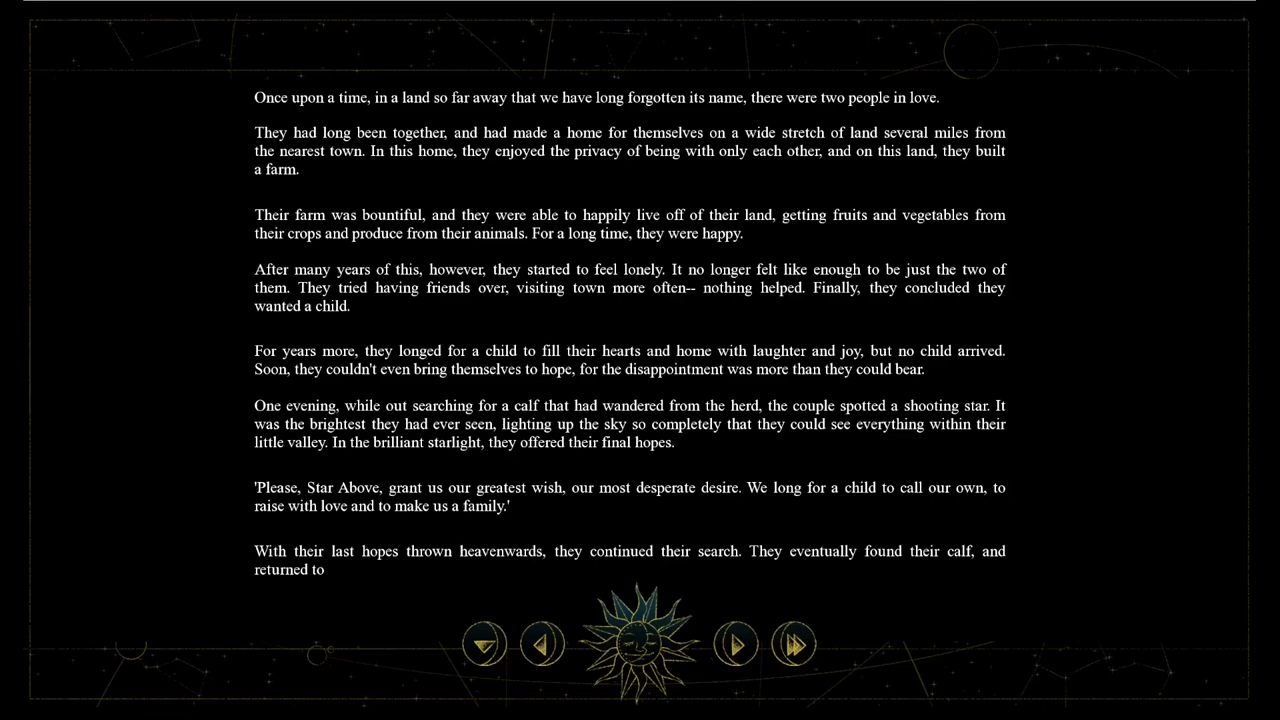 Once upon a time, in a land so far away that we have long forgotten its name, there were two people in love.
They had long been together, and had made a home for themselves on a wide stretch of land several miles from
the nearest town. In this home, they enjoyed the privacy of being with only each other, and on this land, they built
a farm.
Their farm was bountiful, and they were able to happily live off of their land, getting fruits and vegetables from
their crops and produce from their animals. For a long time, they were happy.
After many years of this, however, they started to feel lonely. It no longer felt like enough to be just the two of
them. They tried having friends over, visiting town more often-- nothing helped. Finally, they concluded they
wanted a child.
For years more, they longed for a child to fill their hearts and home with laughter and joy, but no child arrived.
Soon, they couldn't even bring themselves to hope, for the disappointment was more than they could bear.
One evening, while out searching for a calf that had wandered from the herd, the couple spotted a shooting star. It
was the brightest they had ever seen, lighting up the sky so completely that they could see everything within their
little valley. In the brilliant starlight, they offered their final hopes.
'Please, Star Above, grant us our greatest wish, our most desperate desire. We long for a child to call our own, to
raise with love and to make us a family.'
With their last hopes thrown heavenwards, they continued their search. They eventually found their calf, and
returned to